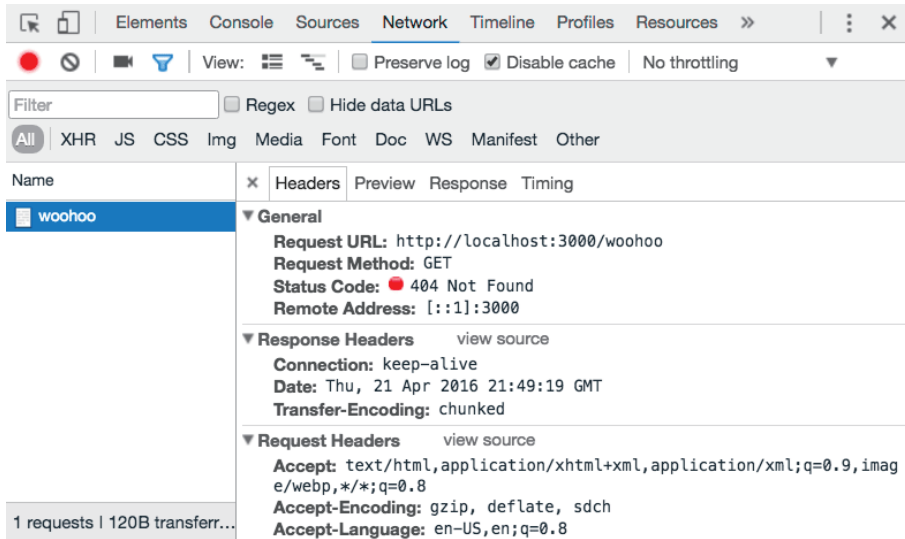 Elements Console Sources Network Timeline Profiles Resources »
View: Preserve log Disable cache No throttling
Filter Regex Hide data URLs
All XHR JS CSS Img Media Font Doc WS Manifest Other
Name
× Headers Preview Response Timing
woohoo
General
Request URL: http://localhost:3000/woohoo
Request Method: GET
Status Code: 404 Not Found
Remote Address: [::1]:3000
Response Headers view source
Connection: keep-alive
Date: Thu, 21 Apr 2016 21:49:19 GMT
Transfer-Encoding: chunked
Request Headers view source
Accept: text/html,application/xhtml+xml,application/xml;q=0.9,imag
e/webp,*/*;q=0.8
Accept-Encoding: gzip, deflate, sdch
Accept-Language: en-US,en;q=0.8
1 requests | 120B transferr...